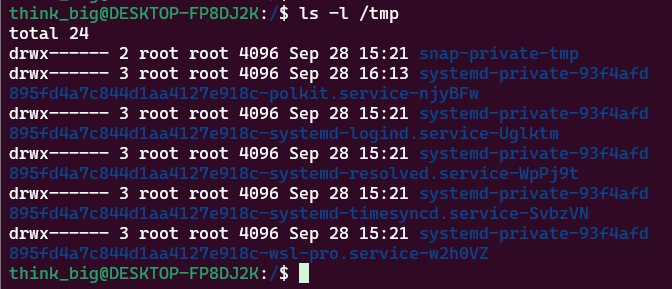 think_big@DESKTOP-FP8DJ2K:/$ ls -l /tmp
total 24
drwx------ 2 root root 4096 Sep 28 15:21 snap-private-tmp
drwx------ 3 root root 4096 Sep 28 16:13 systemd-private-93f4afd
895fd4a7c844d1aa4127e918c-polkit.service-njyBFw
drwx------ 3 root root 4096 Sep 28 15:21 systemd-private-93f4afd
895fd4a7c844d1aa4127e918c-systemd-logind.service-Uglktm
drwx------ 3 root root 4096 Sep 28 15:21 systemd-private-93f4afd
895fd4a7c844d1aa4127e918c-systemd-resolved.service-WpPj9t
drwx------ 3 root root 4096 Sep 28 15:21 systemd-private-93f4afd
895fd4a7c844d1aa4127e918c-systemd-timesyncd.service-SvbzVN
drwx------ 3 root root 4096 Sep 28 15:21 systemd-private-93f4afd
895fd4a7c844d1aa4127e918c-wsl-pro.service-w2h0VZ
think_big@DESKTOP-FP8DJ2K:/$